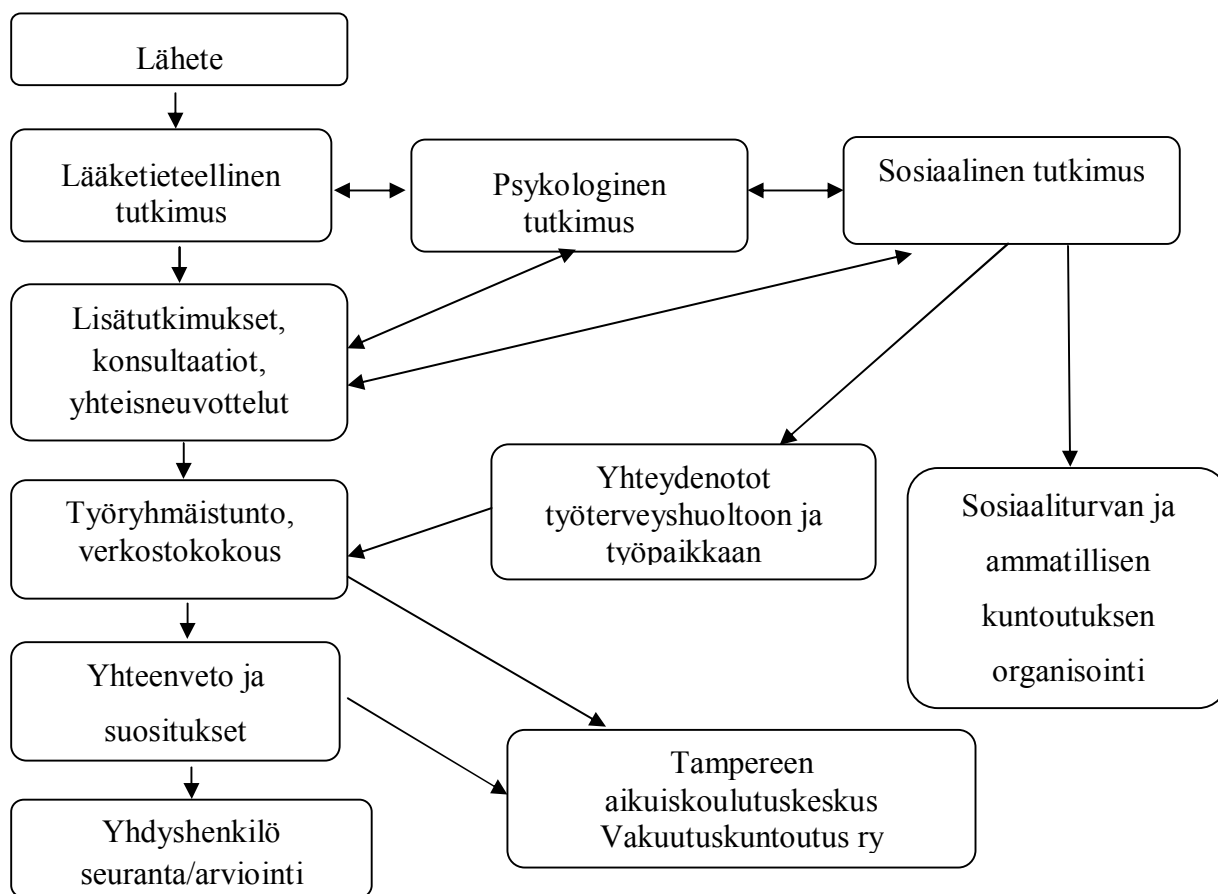 Lähete
Lääketieteellinen
tutkimus
Psykologinen
tutkimus
Sosiaalinen tutkimus
Lisätutkimukset,
konsultaatiot,
yhteisneuvottelut
Työryhmäistunto,
verkostokokous
Yhteydenotot
työterveyshuoltoon ja
työpaikkaan
Sosiaaliturvan ja
ammatillisen
kuntoutuksen
organisointi
Yhteenveto ja
suositukset
Tampereen
aikuiskoulutuskeskus
Vakuutuskuntoutus ry
Yhdyshenkilö
seuranta/arviointi